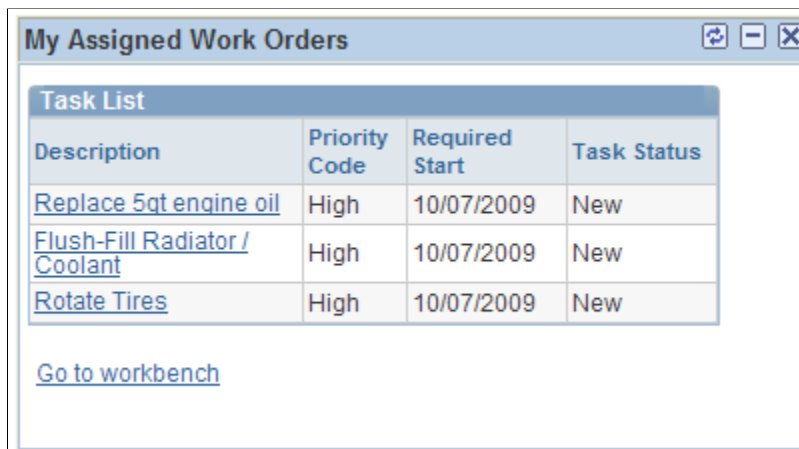 My Assigned Work Orders
Task List
Description Priority Code Required Start Task Status
Replace 5qt engine oil High 10/07/2009 New
Flush-Fill Radiator / Coolant High 10/07/2009 New
Rotate Tires High 10/07/2009 New
Go to workbench